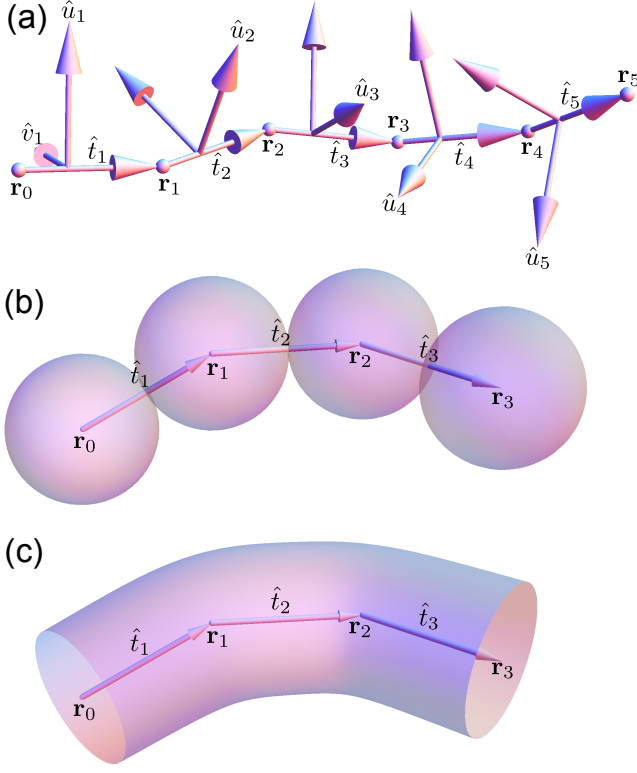 (a)
û₁ û₂ û₃ r₅
v̂₁ t̂₁ r₂ r₃ t̂₅
r₀ r₁ t̂₂ t̂₃ t̂₄ r₄
û₄
û₅
(b)
t̂₂
t̂₁ r₁ r₂ t̂₃
r₀ r₃
(c)
t̂₁ t̂₂ t̂₃
r₀ r₁ r₂ r₃